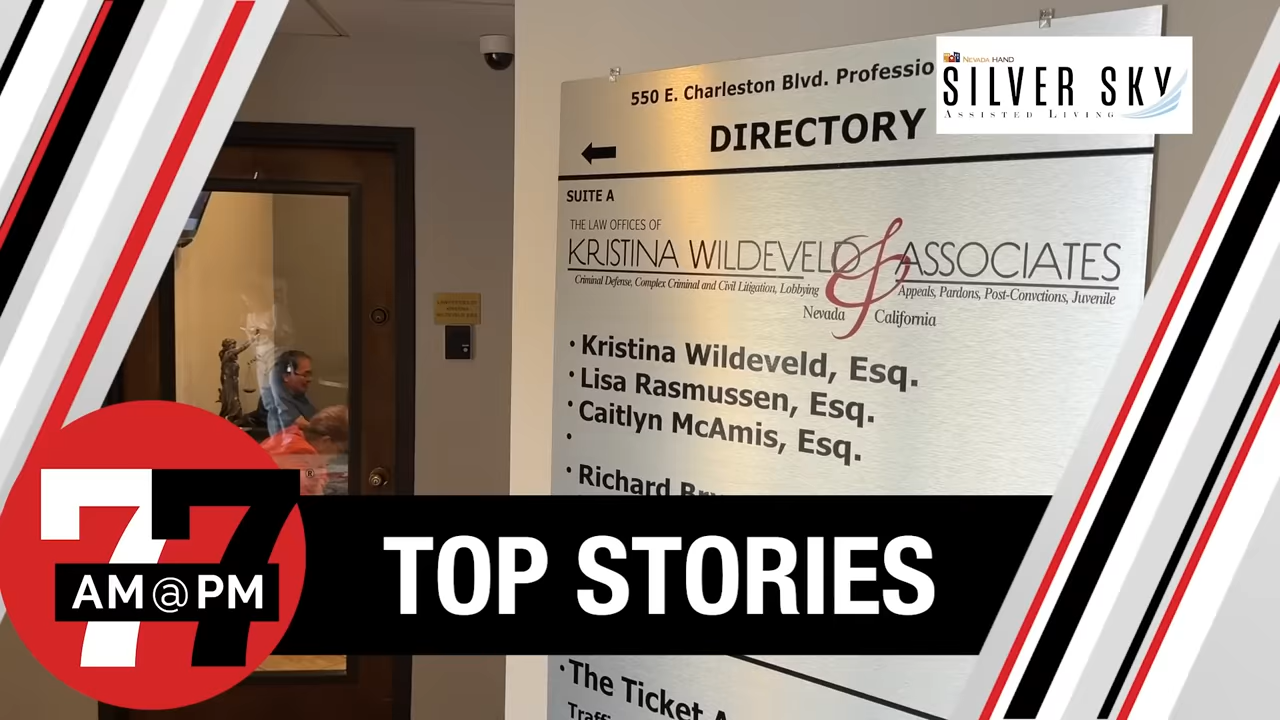 550 E. Charleston Blvd. Professio
DIRECTORY
NEVADA HAND
SILVER SKY
ASSISTED LIVING
SUITE A
THE LAW OFFICES OF
KRISTINA WILDEVELD & ASSOCIATES
Criminal Defense, Complex Criminal and Civil Litigation, Lobbying
Appeals, Pardons, Post-Convictions, Juvenile
Nevada California
• Kristina Wildeveld, Esq.
• Lisa Rasmussen, Esq.
• Caitlyn McAmis, Esq.
•
• Richard
7 7
AM@PM
TOP STORIES
• The Ticket